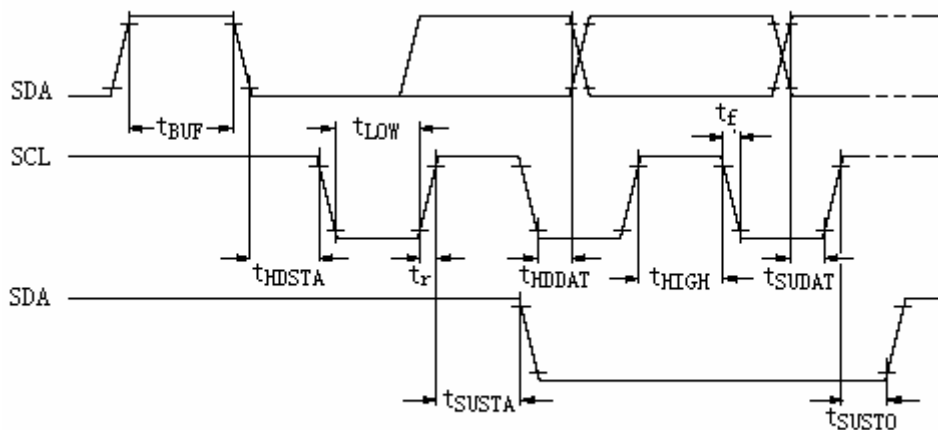 SDA
tBUF tLOW tf
SCL
tHDSTA tr tHDDAT tHIGH tSUDAT
SDA
tSUSTA tSUSTO